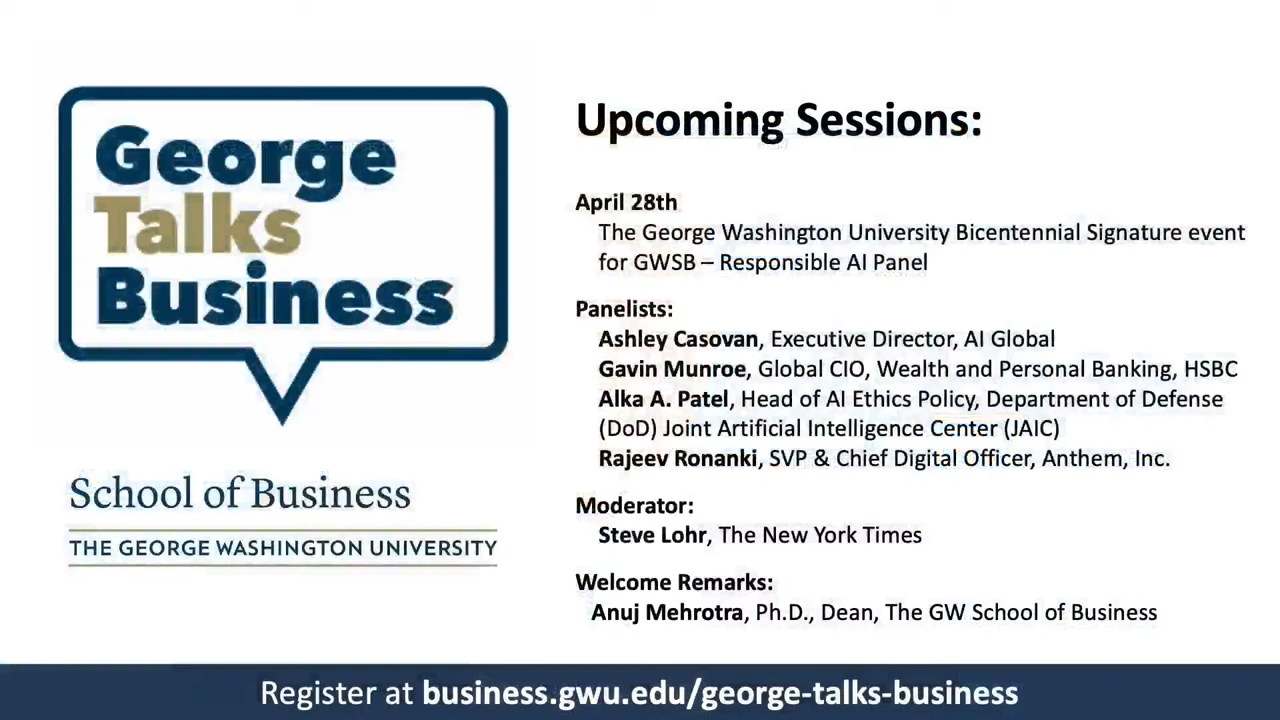 George
Talks
Business
School of Business
THE GEORGE WASHINGTON UNIVERSITY
Upcoming Sessions:
April 28th
The George Washington University Bicentennial Signature event
for GWSB – Responsible AI Panel
Panelists:
Ashley Casovan, Executive Director, AI Global
Gavin Munroe, Global CIO, Wealth and Personal Banking, HSBC
Alka A. Patel, Head of AI Ethics Policy, Department of Defense
(DoD) Joint Artificial Intelligence Center (JAIC)
Rajeev Ronanki, SVP & Chief Digital Officer, Anthem, Inc.
Moderator:
Steve Lohr, The New York Times
Welcome Remarks:
Anuj Mehrotra, Ph.D., Dean, The GW School of Business
Register at business.gwu.edu/george-talks-business